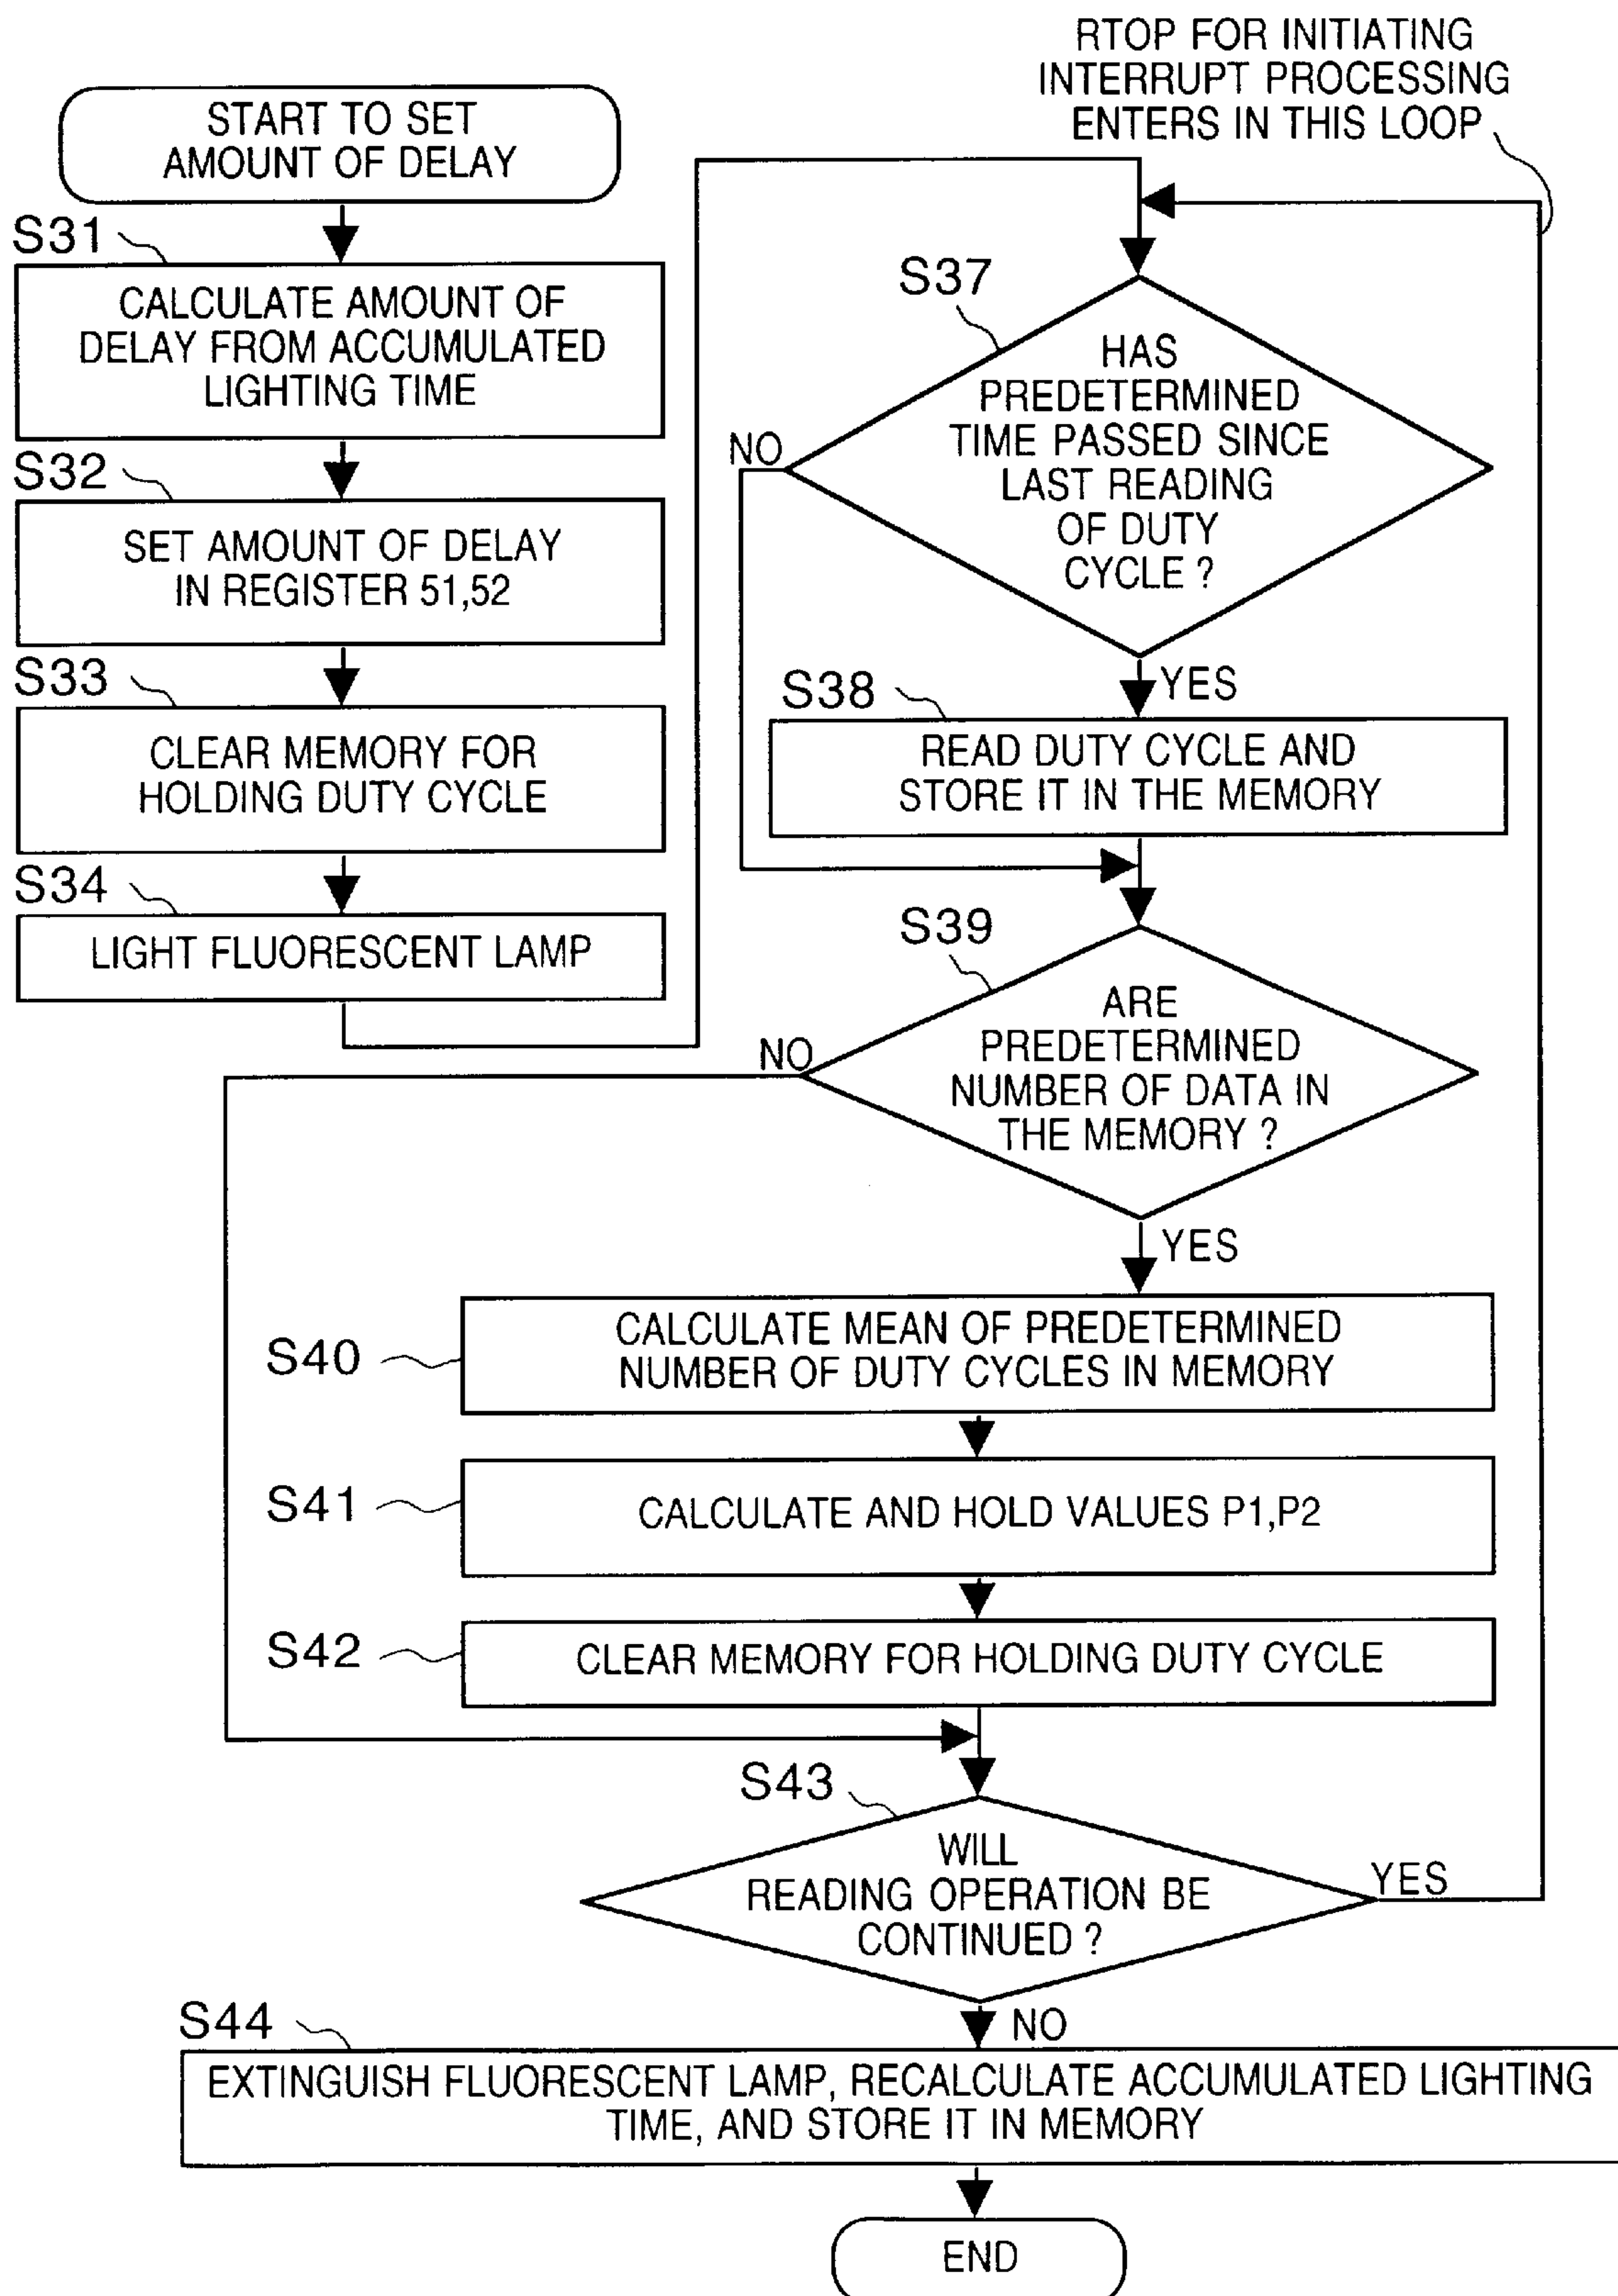 RTOP FOR INITIATING
INTERRUPT PROCESSING
ENTERS IN THIS LOOP
START TO SET
AMOUNT OF DELAY
S31
CALCULATE AMOUNT OF
DELAY FROM ACCUMULATED
LIGHTING TIME
S32
SET AMOUNT OF DELAY
IN REGISTER 51,52
S33
CLEAR MEMORY FOR
HOLDING DUTY CYCLE
S34
LIGHT FLUORESCENT LAMP
S37
HAS
PREDETERMINED
TIME PASSED SINCE
LAST READING
OF DUTY
CYCLE ?
NO
YES
S38
READ DUTY CYCLE AND
STORE IT IN THE MEMORY
S39
ARE
PREDETERMINED
NUMBER OF DATA IN
THE MEMORY ?
NO
YES
S40
CALCULATE MEAN OF PREDETERMINED
NUMBER OF DUTY CYCLES IN MEMORY
S41
CALCULATE AND HOLD VALUES P1,P2
S42
CLEAR MEMORY FOR HOLDING DUTY CYCLE
S43
WILL
READING OPERATION BE
CONTINUED ?
YES
NO
S44
EXTINGUISH FLUORESCENT LAMP, RECALCULATE ACCUMULATED LIGHTING
TIME, AND STORE IT IN MEMORY
END